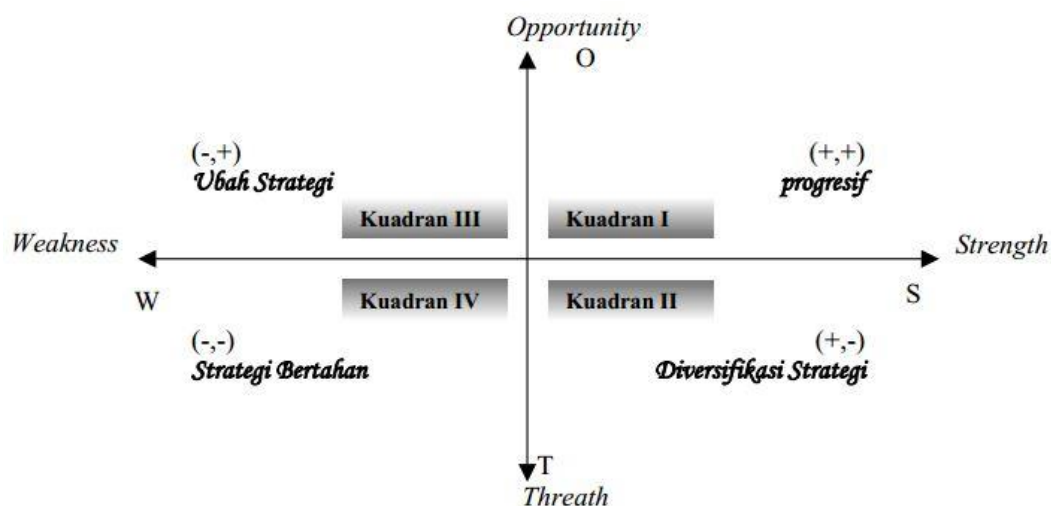 Opportunity
O
(-,+)
Ubah Strategi
(+,+)
progresif
Kuadran III
Kuadran I
Weakness
Strength
W
S
Kuadran IV
Kuadran II
(-,-)
Strategi Bertahan
(+,-)
Diversifikasi Strategi
T
Threath